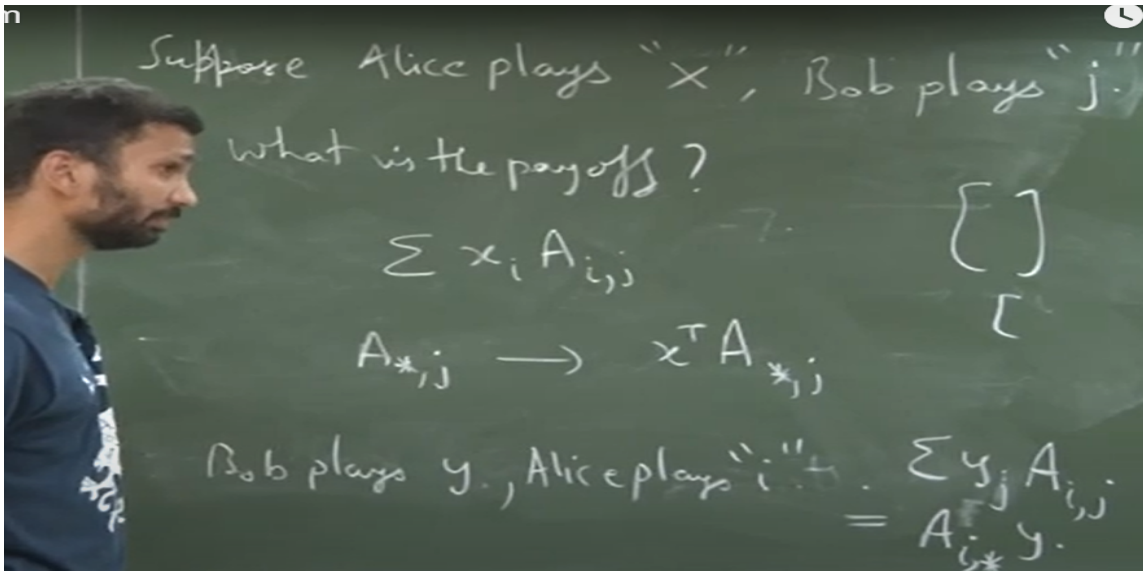 n
Suppose Alice plays "x", Bob plays "j."
What is the payoff?
Σ x_i A_{i,j}
[ ]
[
A_{*,j} → x^T A_{*,j}
Bob plays y., Alice plays "i". Σ y_j A_{i,j}
= A_{i,*} y.